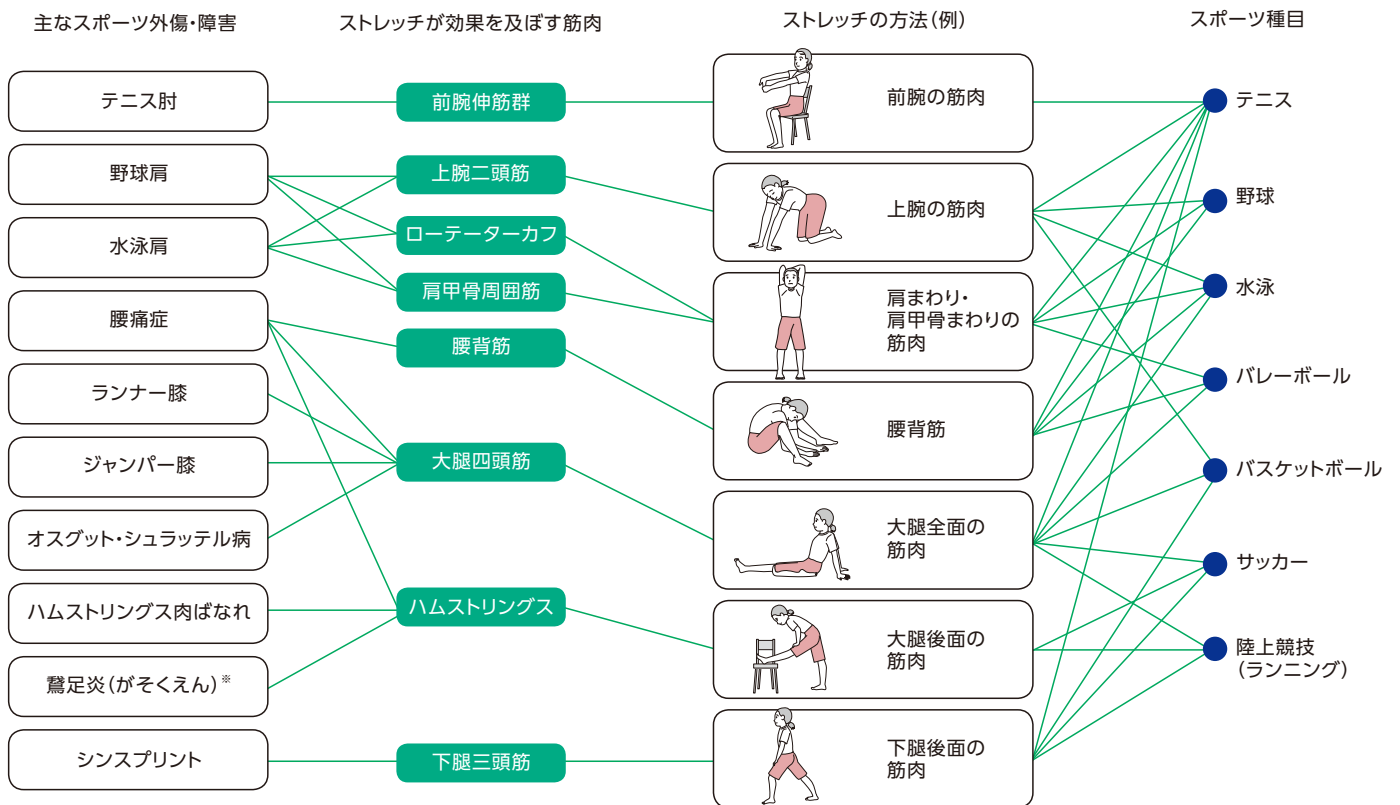 主なスポーツ外傷・障害
ストレッチが効果を及ぼす筋肉
ストレッチの方法（例）
スポーツ種目
テニス肘
野球肩
水泳肩
腰痛症
ランナー膝
ジャンパー膝
オスグット・シュラッテル病
ハムストリングス肉ばなれ
鵞足炎（がそくえん）※
シンスプリント
前腕伸筋群
上腕二頭筋
ローテーターカフ
肩甲骨周囲筋
腰背筋
大腿四頭筋
ハムストリングス
下腿三頭筋
前腕の筋肉
上腕の筋肉
肩まわり・
肩甲骨まわりの
筋肉
腰背筋
大腿全面の
筋肉
大腿後面の
筋肉
下腿後面の
筋肉
テニス
野球
水泳
バレーボール
バスケットボール
サッカー
陸上競技
（ランニング）